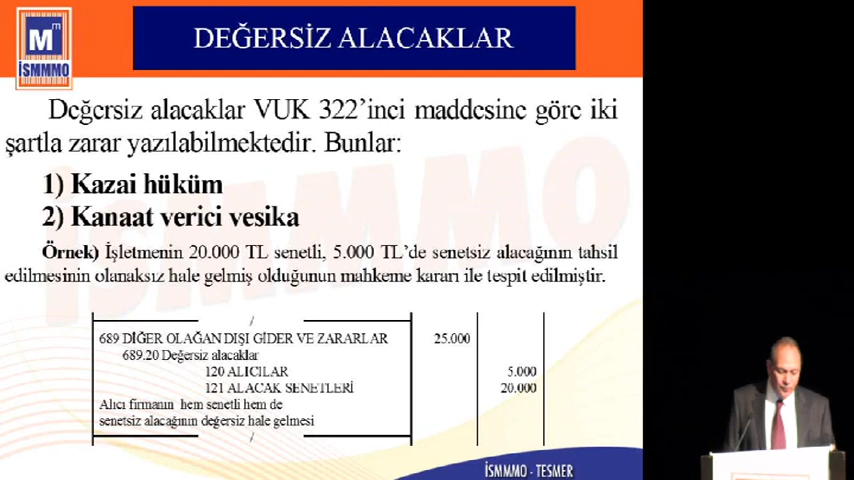 M m
İSMMMO
DEĞERSİZ ALACAKLAR
Değersiz alacaklar VUK 322’inci maddesine göre iki
şartla zarar yazılabilmektedir. Bunlar:
1) Kazai hüküm
2) Kanaat verici vesika
Örnek) İşletmenin 20.000 TL senetli, 5.000 TL’de senetsiz alacağının tahsil
edilmesinin olanaksız hale gelmiş olduğunun mahkeme kararı ile tespit edilmiştir.
/
689 DİĞER OLAĞAN DIŞI GİDER VE ZARARLAR 25.000
689.20 Değersiz alacaklar
120 ALICILAR 5.000
121 ALACAK SENETLERİ 20.000
Alıcı firmanın hem senetli hem de
senetsiz alacağının değersiz hale gelmesi
/
İSMMMO - TESMER